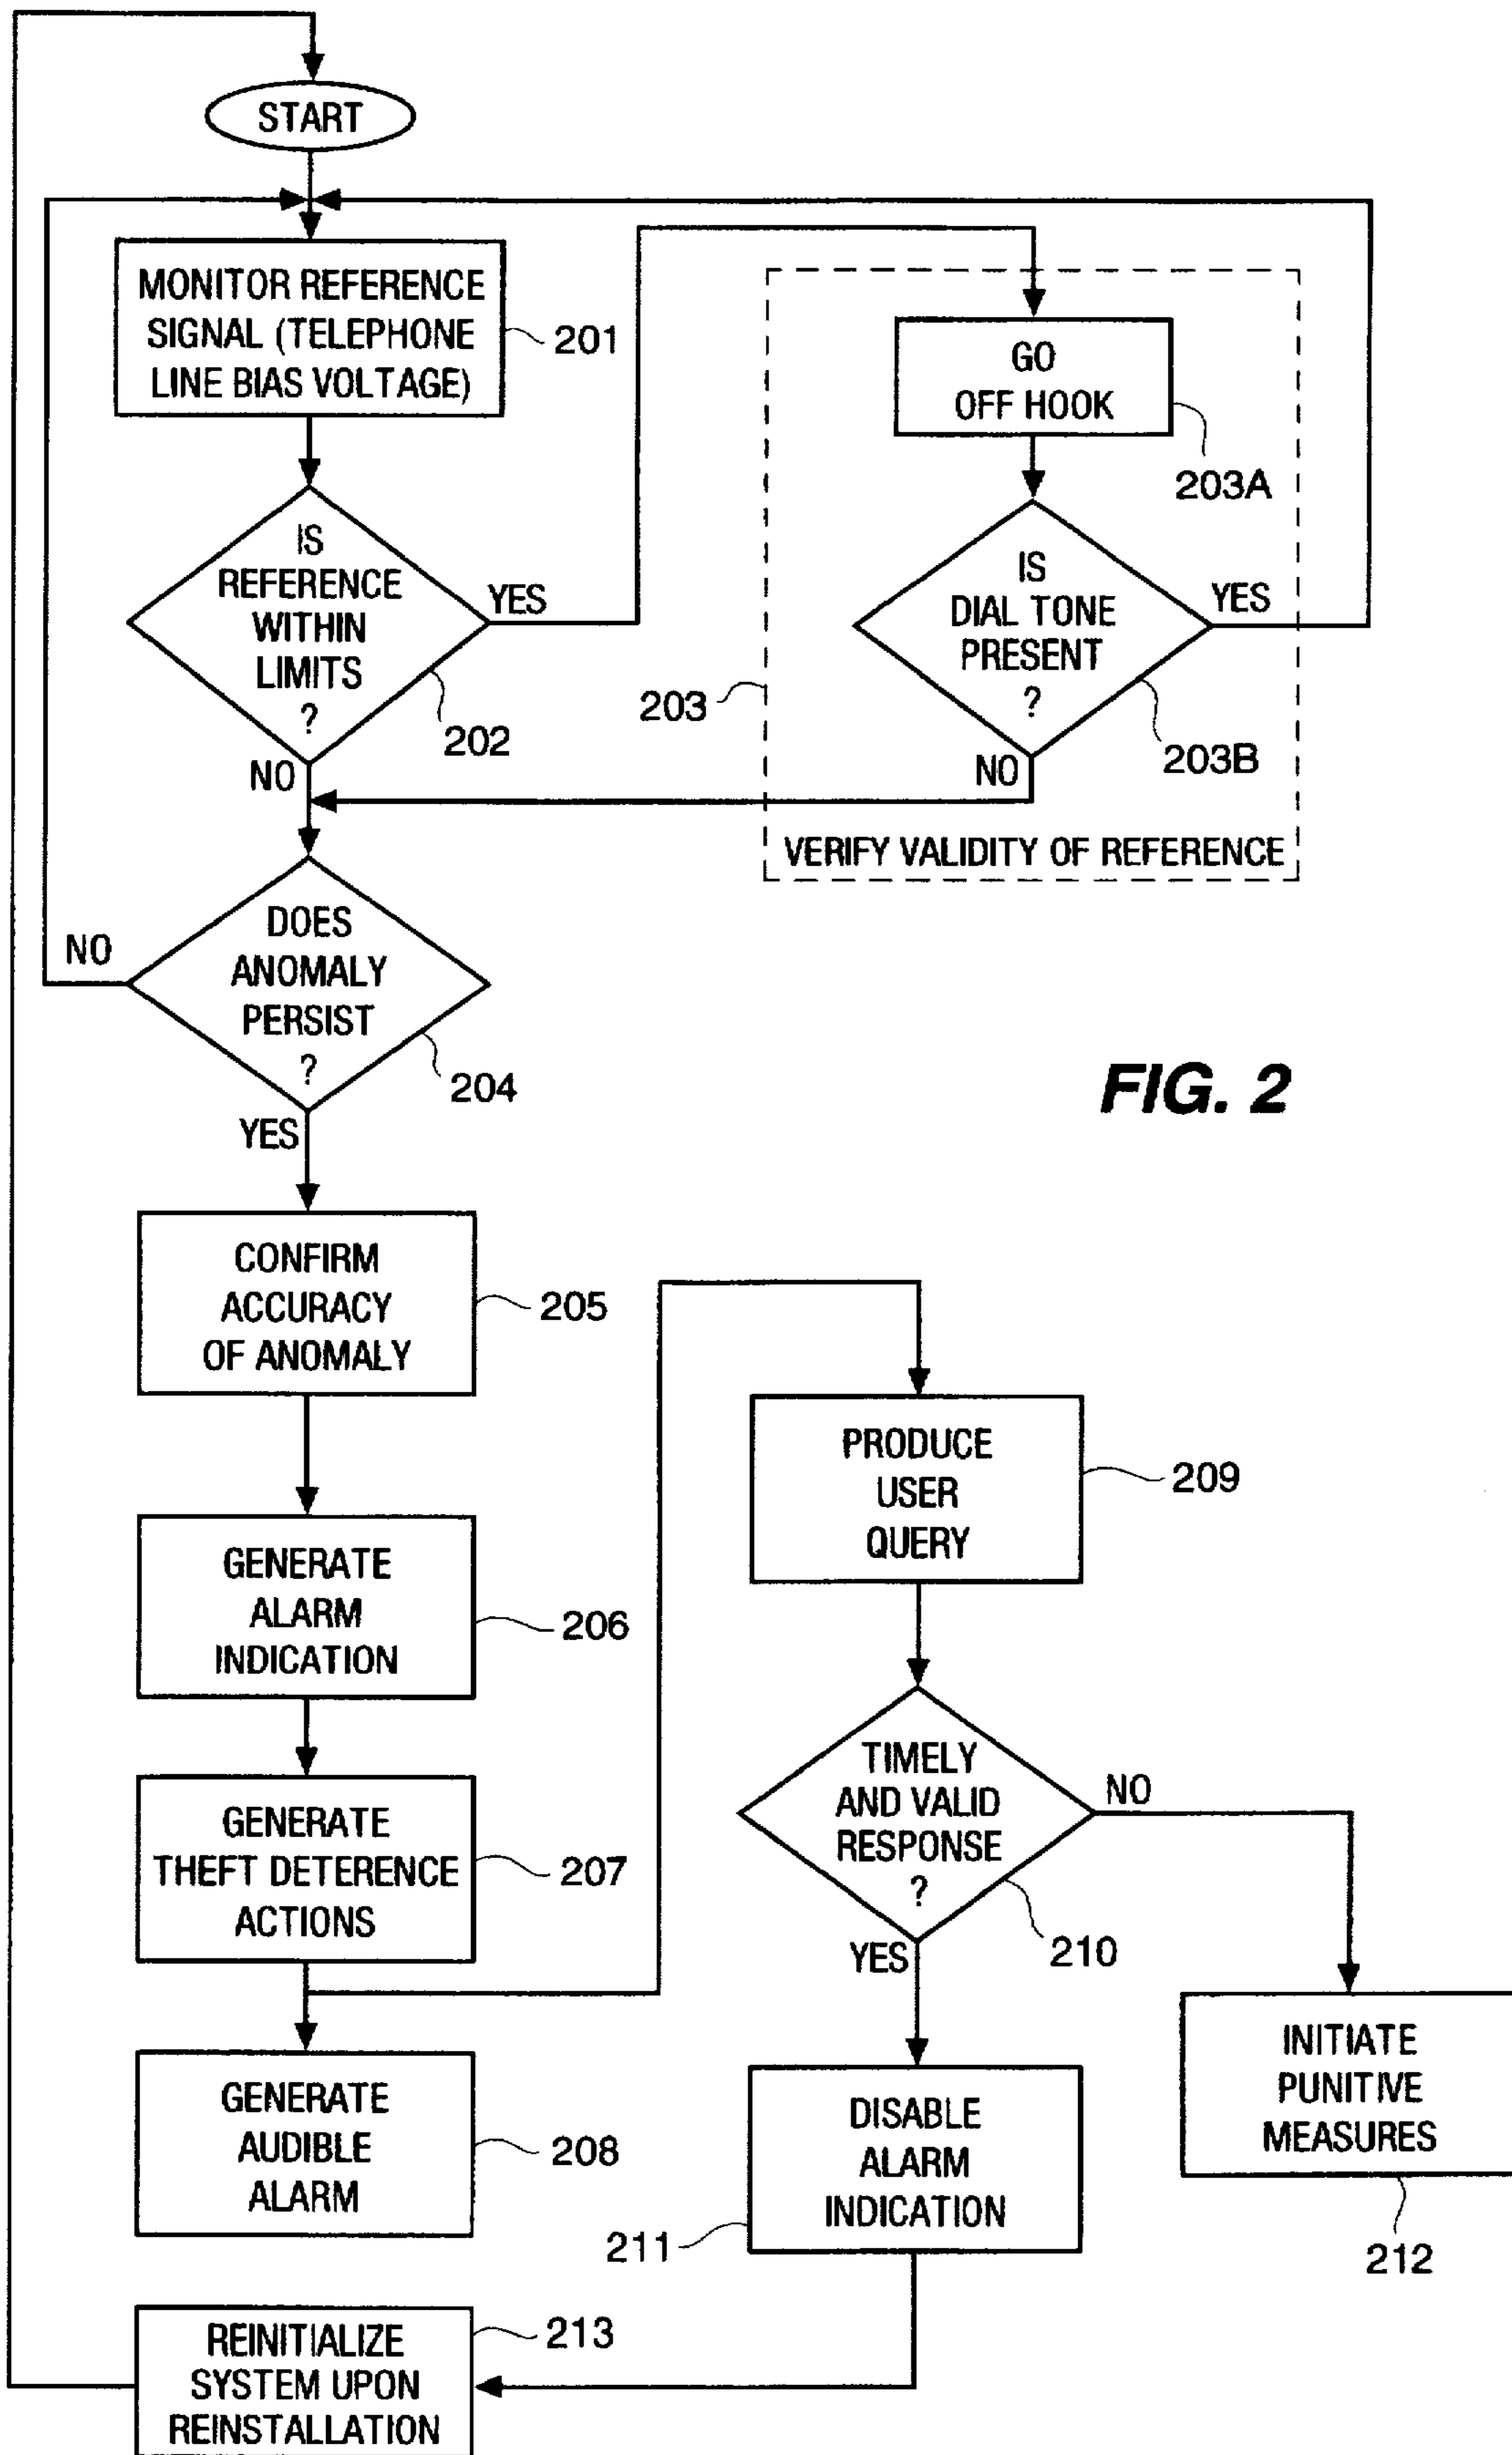 START
MONITOR REFERENCE
SIGNAL (TELEPHONE
LINE BIAS VOLTAGE)
201
IS
REFERENCE
WITHIN
LIMITS
?
YES
202
NO
GO
OFF HOOK
203A
IS
DIAL TONE
PRESENT
?
YES
203
203B
NO
VERIFY VALIDITY OF REFERENCE
DOES
ANOMALY
PERSIST
?
NO
204
YES
FIG. 2
CONFIRM
ACCURACY
OF ANOMALY
205
GENERATE
ALARM
INDICATION
206
GENERATE
THEFT DETERENCE
ACTIONS
207
GENERATE
AUDIBLE
ALARM
208
PRODUCE
USER
QUERY
209
TIMELY
AND VALID
RESPONSE
?
NO
210
YES
DISABLE
ALARM
INDICATION
211
INITIATE
PUNITIVE
MEASURES
212
REINITIALIZE
SYSTEM UPON
REINSTALLATION
213